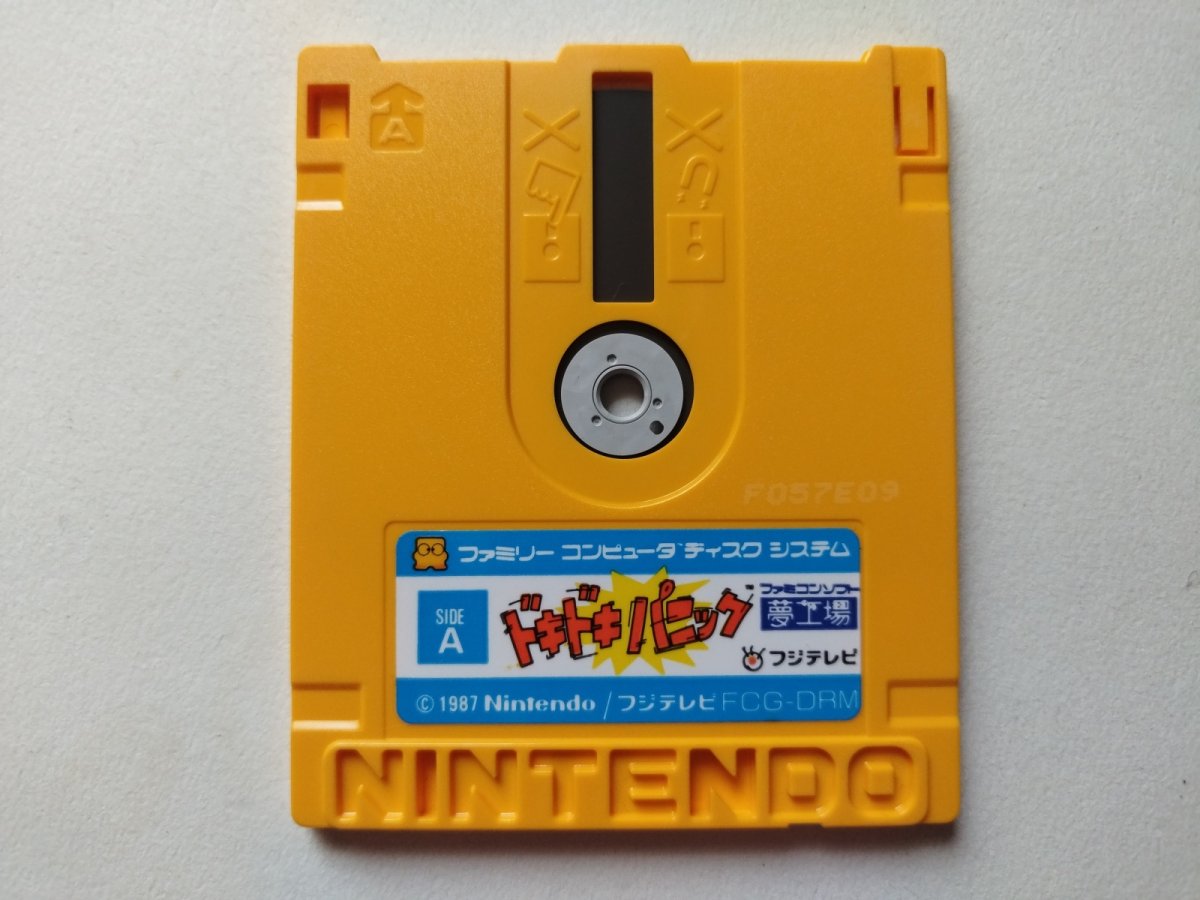 A
F057E09
ファミリー コンピュータ ディスク システム
SIDE
A
ドキドキパニック™
ファミコンソフト
夢工場
フジテレビ
© 1987 Nintendo / フジテレビ FCG-DRM
NINTENDO